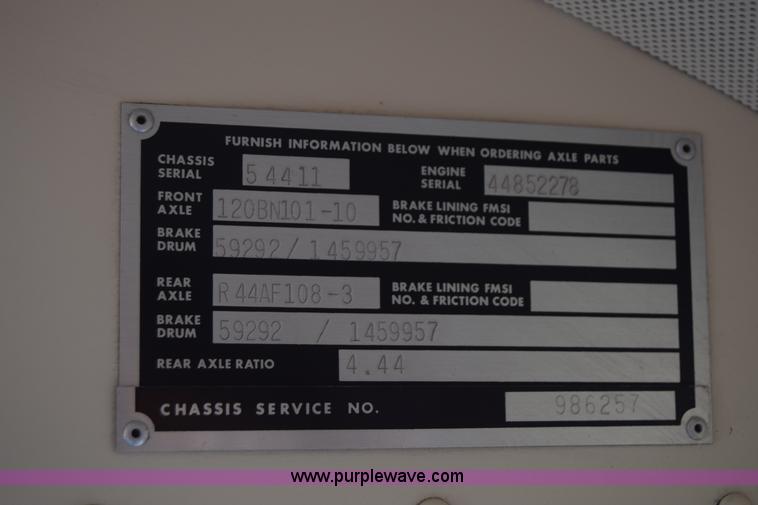 FURNISH INFORMATION BELOW WHEN ORDERING AXLE PARTS
CHASSIS SERIAL 54411 ENGINE SERIAL 44852278
FRONT AXLE 120BN101-10 BRAKE LINING FMSI NO. & FRICTION CODE
BRAKE DRUM 59292/1459957
REAR AXLE R44AF108-3 BRAKE LINING FMSI NO. & FRICTION CODE
BRAKE DRUM 59292 / 1459957
REAR AXLE RATIO 4.44
CHASSIS SERVICE NO. 986257
www.purplewave.com